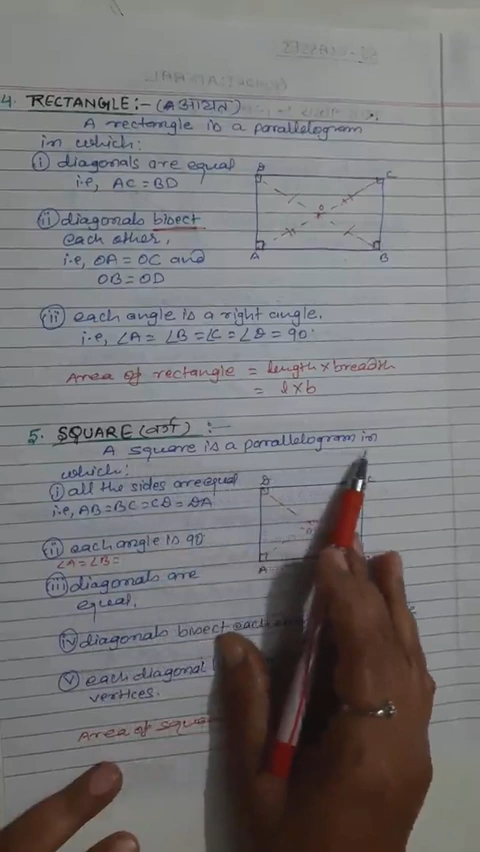 4. RECTANGLE:- (आयत)
A rectangle is a parallelogram
in which:
(i) diagonals are equal
i.e, AC = BD
D
C
O
A
B
(ii) diagonals bisect
each other,
i.e, OA = OC and
OB = OD
(iii) each angle is a right angle.
i.e, ∠A = ∠B = ∠C = ∠D = 90°
Area of rectangle = length × breadth
= l × b
5. SQUARE (वर्ग) :-
A square is a parallelogram in
which:
(i) all the sides are equal
i.e, AB = BC = CD = DA
D
C
A
(ii) each angle is 90
∠A = ∠B =
(iii) diagonals are
equal.
(iv) diagonals bisect each
(v) each diagonal
vertices.
Area of square